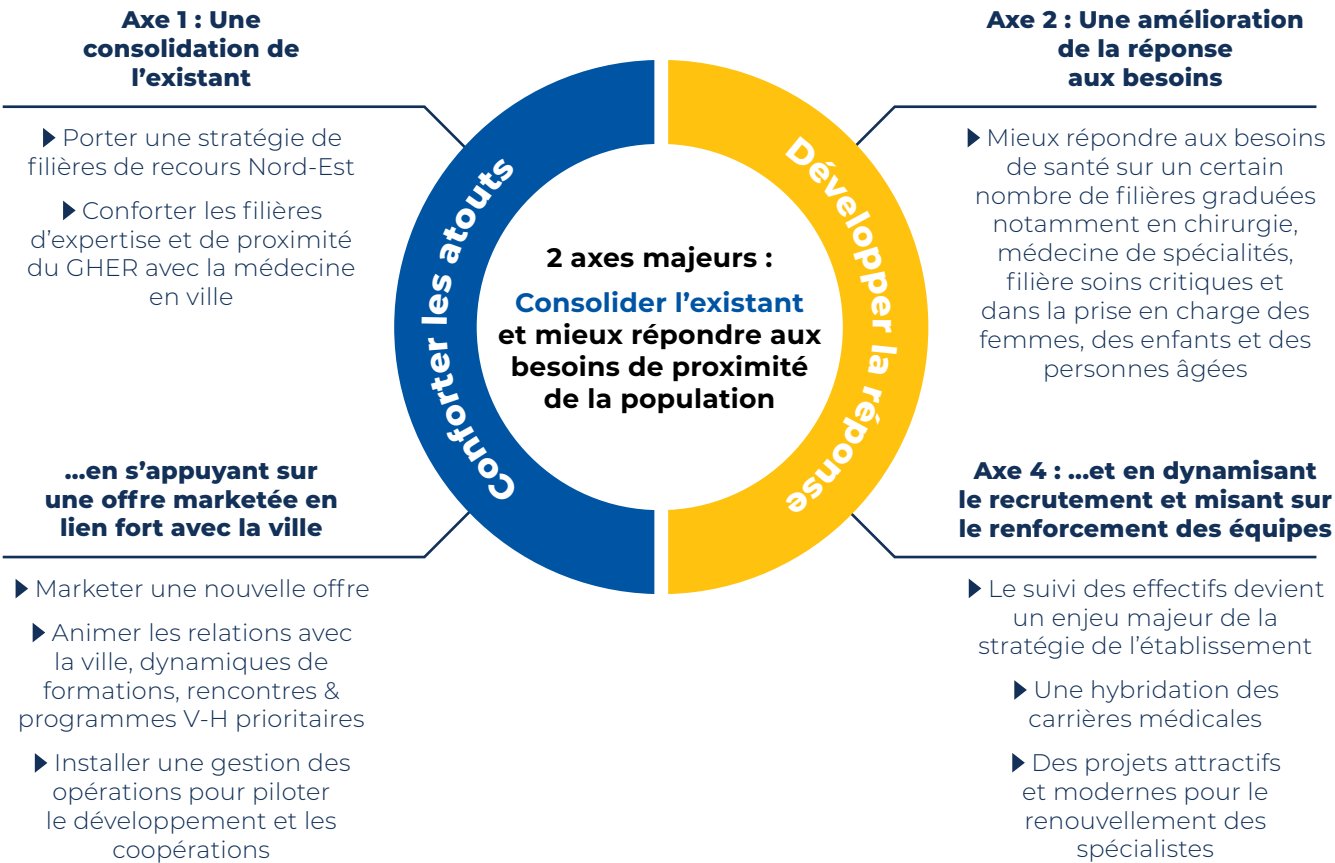 Axe 1 : Une
consolidation de
l’existant
▶ Porter une stratégie de
filières de recours Nord-Est
▶ Conforter les filières
d’expertise et de proximité
du GHER avec la médecine
en ville
Axe 2 : Une amélioration
de la réponse
aux besoins
▶ Mieux répondre aux besoins
de santé sur un certain
nombre de filières graduées
notamment en chirurgie,
médecine de spécialités,
filière soins critiques et
dans la prise en charge des
femmes, des enfants et des
personnes âgées
Conforter les atouts
2 axes majeurs :
Consolider l’existant
et mieux répondre aux
besoins de proximité
de la population
Développer la réponse
...en s’appuyant sur
une offre marketée en
lien fort avec la ville
▶ Marketer une nouvelle offre
▶ Animer les relations avec
la ville, dynamiques de
formations, rencontres &
programmes V-H prioritaires
▶ Installer une gestion des
opérations pour piloter
le développement et les
coopérations
Axe 4 : ...et en dynamisant
le recrutement et misant sur
le renforcement des équipes
▶ Le suivi des effectifs devient
un enjeu majeur de la
stratégie de l’établissement
▶ Une hybridation des
carrières médicales
▶ Des projets attractifs
et modernes pour le
renouvellement des
spécialistes